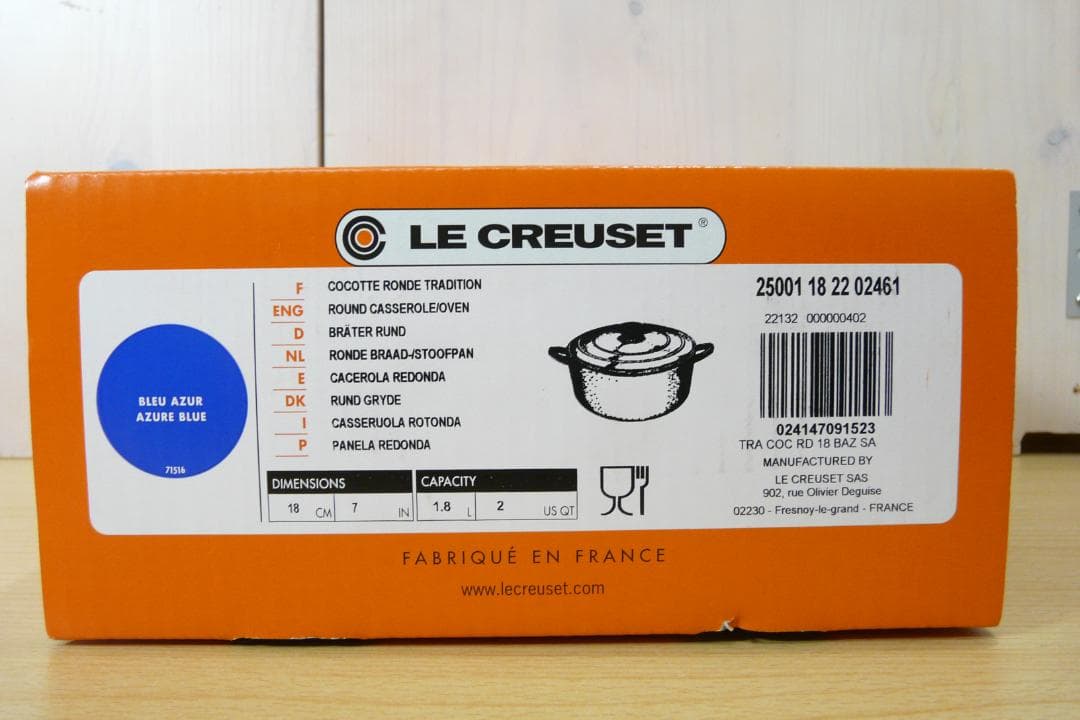 LE CREUSET®
F COCOTTE RONDE TRADITION
ENG ROUND CASSEROLE/OVEN
D BRÄTER RUND
NL RONDE BRAAD-/STOOFPAN
E CACEROLA REDONDA
DK RUND GRYDE
I CASSERUOLA ROTONDA
P PANELA REDONDA
BLEU AZUR
AZURE BLUE
71516
DIMENSIONS
18 CM 7 IN
CAPACITY
1.8 L 2 US QT
25001 18 22 02461
22132 000000402
024147091523
TRA COC RD 18 BAZ SA
MANUFACTURED BY
LE CREUSET SAS
902, rue Olivier Deguise
02230 - Fresnoy-le-grand - FRANCE
FABRIQUÉ EN FRANCE
www.lecreuset.com